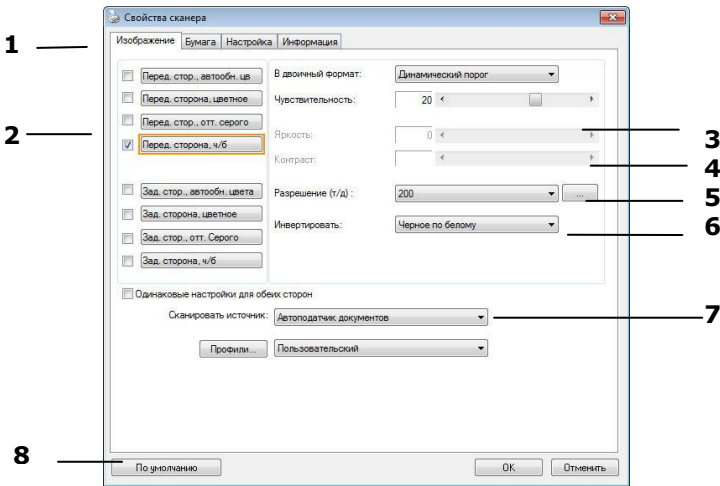 Свойства сканера
Изображение Бумага Настройка Информация
1
Перед. стор., автообн. цв
В двоичный формат: Динамический порог
Перед. сторона, цветное
Чувствительность: 20
Перед. стор., отт. серого
2
Перед. сторона, ч/б
Яркость: 0
3
Контраст:
4
Зад. стор., автообн. цвета
Разрешение (т/д) : 200 ...
5
Зад. сторона, цветное
Инвертировать: Черное по белому
6
Зад. стор., отт. Серого
Зад. сторона, ч/б
Одинаковые настройки для обеих сторон
Сканировать источник: Автоподатчик документов
7
Профили... Пользовательский
8
По умолчанию OK Отменить